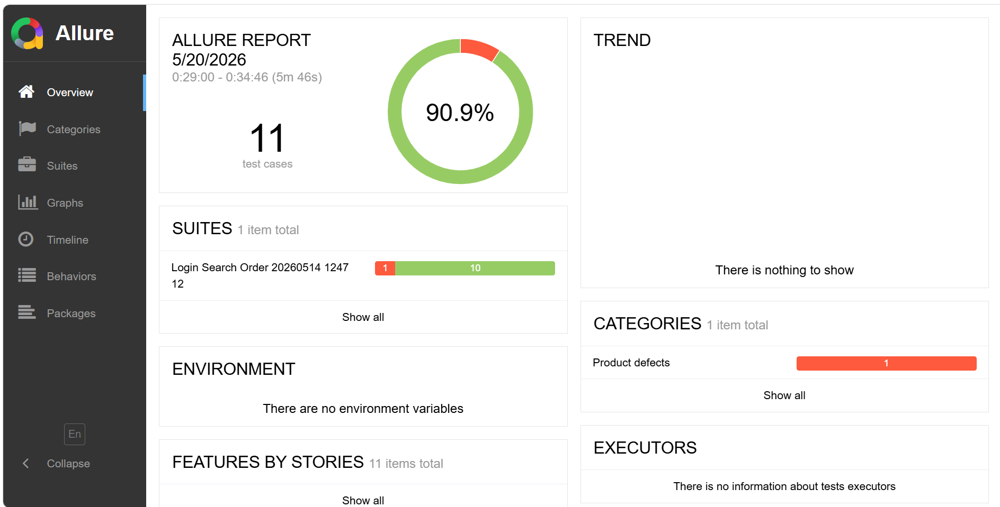 Allure
Overview
Categories
Suites
Graphs
Timeline
Behaviors
Packages
En
Collapse
ALLURE REPORT
5/20/2026
0:29:00 - 0:34:46 (5m 46s)
11
test cases
90.9%
SUITES 1 item total
Login Search Order 20260514 1247
12
1 10
Show all
ENVIRONMENT
There are no environment variables
FEATURES BY STORIES 11 items total
Show all
TREND
There is nothing to show
CATEGORIES 1 item total
Product defects 1
Show all
EXECUTORS
There is no information about tests executors